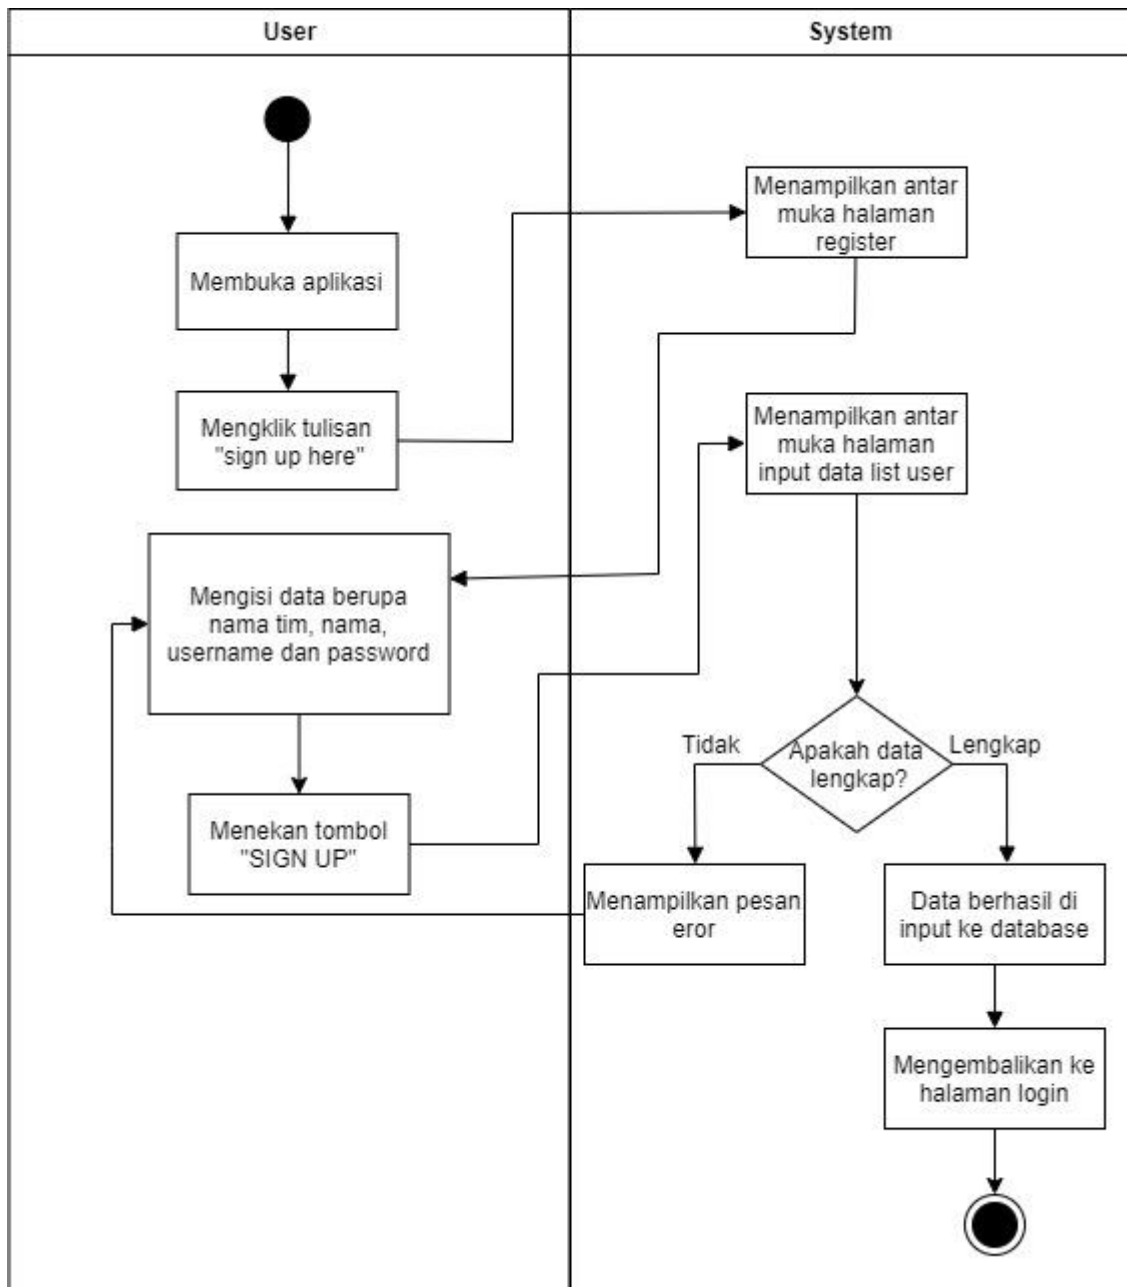 User
System
Membuka aplikasi
Mengklik tulisan
"sign up here"
Menampilkan antar
muka halaman
register
Mengisi data berupa
nama tim, nama,
username dan password
Menekan tombol
"SIGN UP"
Menampilkan antar
muka halaman
input data list user
Apakah data
lengkap?
Tidak
Lengkap
Menampilkan pesan
eror
Data berhasil di
input ke database
Mengembalikan ke
halaman login